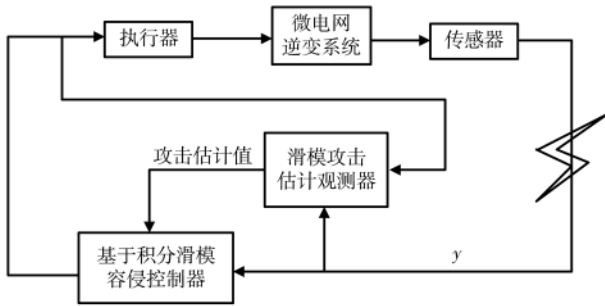 执行器
微电网
逆变系统
传感器
攻击估计值
滑模攻击
估计观测器
基于积分滑模
容侵控制器
y